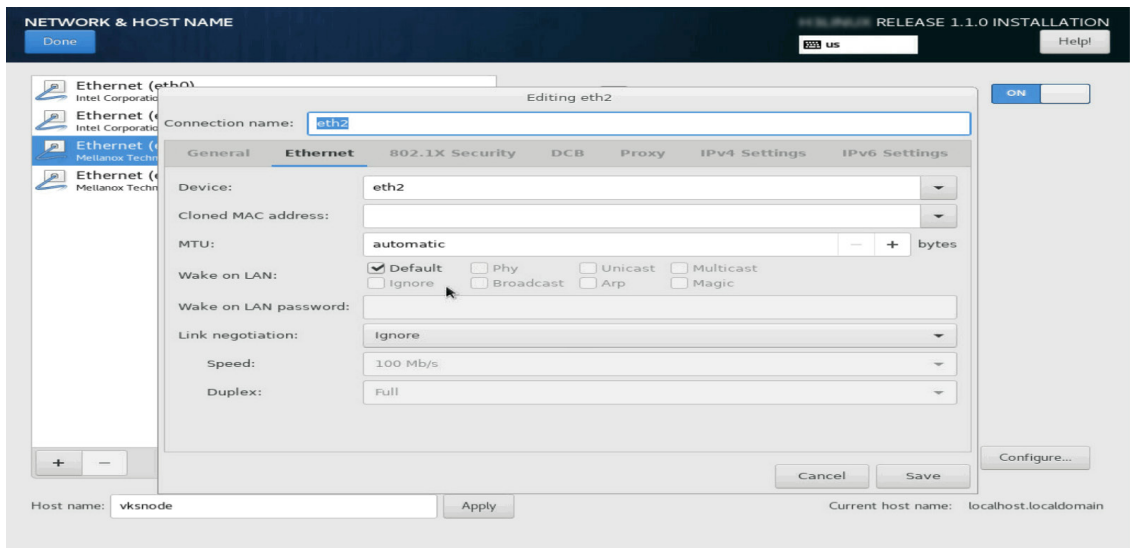 NETWORK & HOST NAME
RELEASE 1.1.0 INSTALLATION
Done
us
Help!
Ethernet (eth0)
Intel Corporatio
Ethernet (
Intel Corporatio
Ethernet (
Mellanox Techn
Ethernet (
Mellanox Techn
ON
Editing eth2
Connection name: eth2
General Ethernet 802.1X Security DCB Proxy IPv4 Settings IPv6 Settings
Device: eth2
Cloned MAC address:
MTU: automatic − + bytes
Wake on LAN:
Default Phy Unicast Multicast
Ignore Broadcast Arp Magic
Wake on LAN password:
Link negotiation: Ignore
Speed: 100 Mb/s
Duplex: Full
+ −
Configure...
Cancel Save
Host name: vksnode Apply Current host name: localhost.localdomain